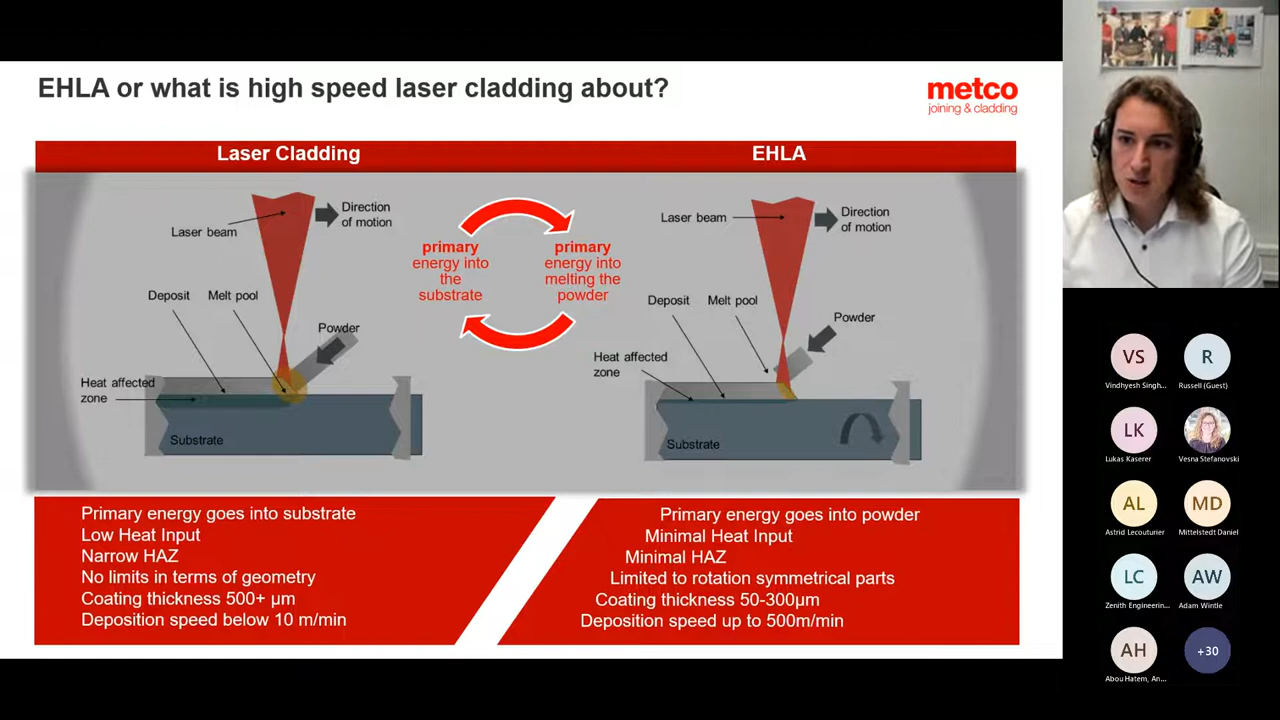 EHLA or what is high speed laser cladding about?
metco
joining & cladding
Laser Cladding
EHLA
Laser beam
Direction
of motion
Deposit
Melt pool
Powder
Heat affected
zone
Substrate
primary
energy into
the
substrate
primary
energy into
melting the
powder
Laser beam
Direction
of motion
Deposit
Melt pool
Powder
Heat affected
zone
Substrate
Primary energy goes into substrate
Low Heat Input
Narrow HAZ
No limits in terms of geometry
Coating thickness 500+ µm
Deposition speed below 10 m/min
Primary energy goes into powder
Minimal Heat Input
Minimal HAZ
Limited to rotation symmetrical parts
Coating thickness 50-300µm
Deposition speed up to 500m/min
VS
Vindhyesh Singh...
R
Russell (Guest)
LK
Lukas Kaserer
Vesna Stefanovski
AL
Astrid Lecouturier
MD
Mittelstedt Daniel
LC
Zenith Engineerin...
AW
Adam Wintle
AH
Abou Hatem, An...
+30